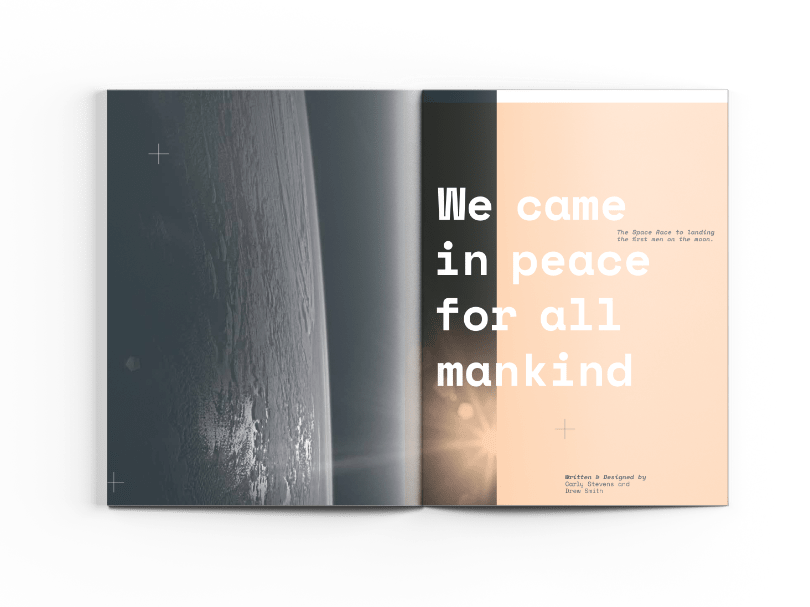 We came
in peace
for all
mankind
The Space Race to landing
the first men on the moon.
Written & Designed by
Carly Stevens and
Drew Smith